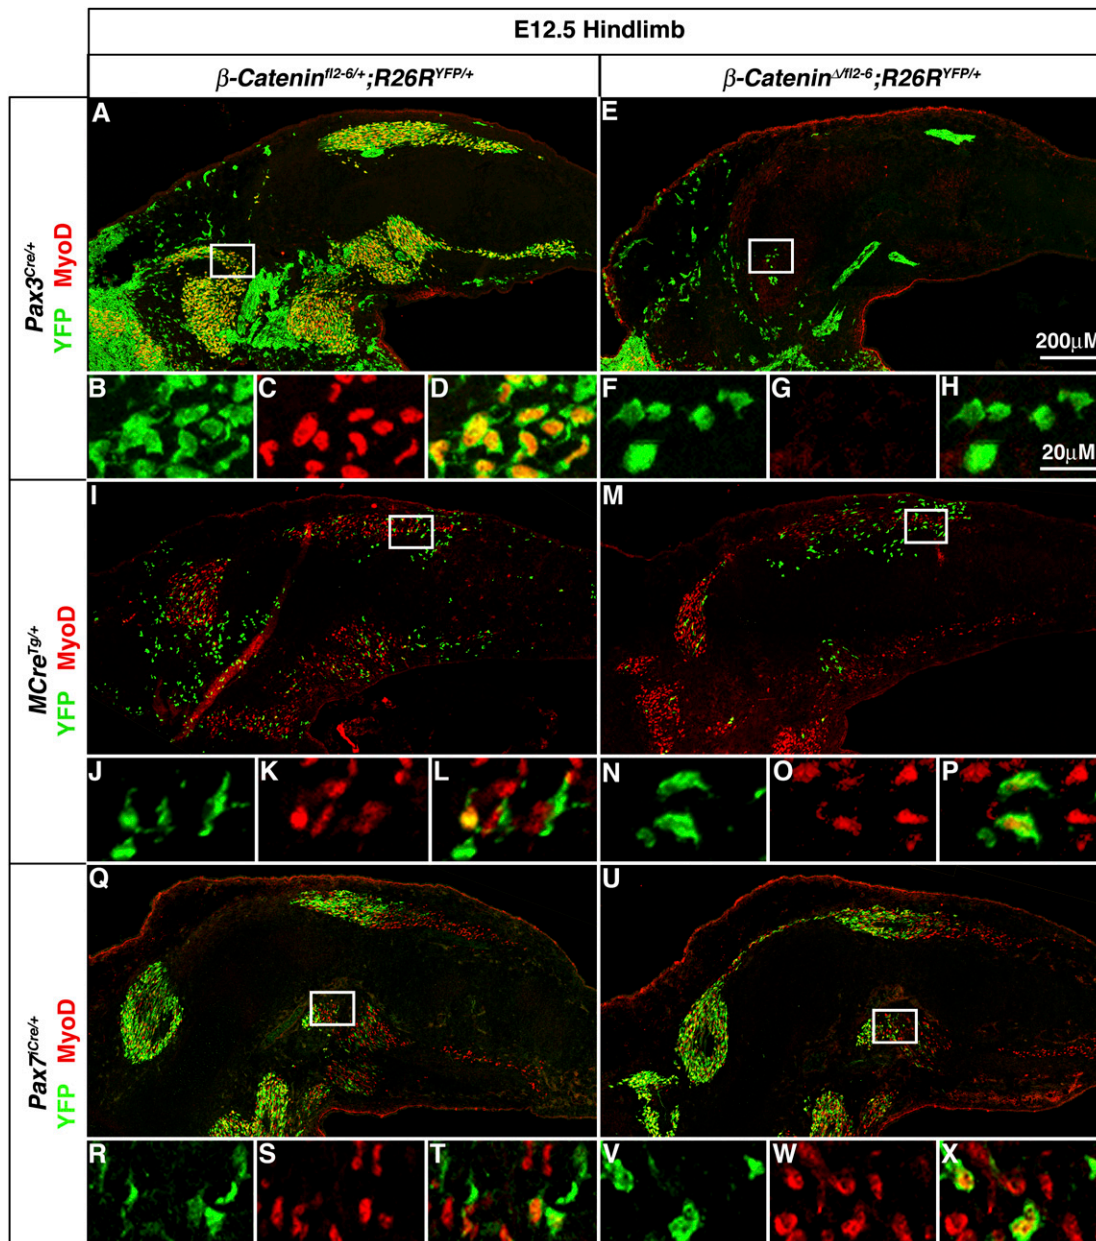 E12.5 Hindlimb
β-Catenin^fl2-6/+;R26R^YFP/+
β-Catenin^Δ/fl2-6;R26R^YFP/+
Pax3^Cre/+
YFP MyoD
A
E
200μM
B
C
D
F
G
H
20μM
MCre^Tg/+
YFP MyoD
I
M
J
K
L
N
O
P
Pax7^iCre/+
YFP MyoD
Q
U
R
S
T
V
W
X